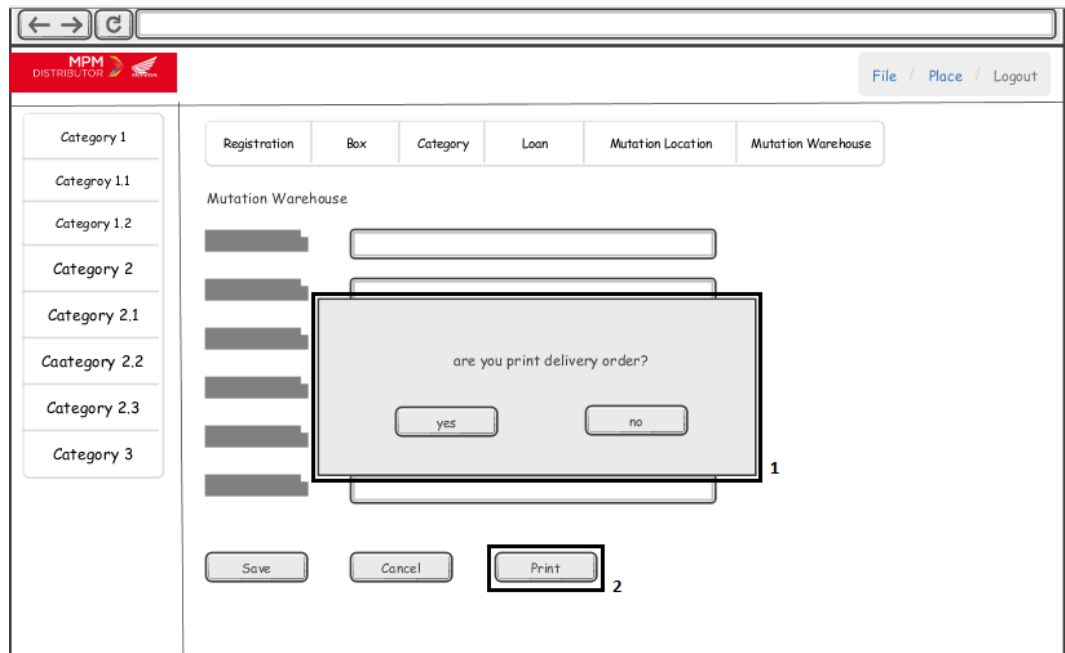 MPM
DISTRIBUTOR
HONDA
File / Place / Logout
Category 1
Categroy 1.1
Category 1.2
Category 2
Category 2.1
Caategory 2.2
Category 2.3
Category 3
Registration Box Category Loan Mutation Location Mutation Warehouse
Mutation Warehouse
are you print delivery order?
yes no
1
Save Cancel Print
2